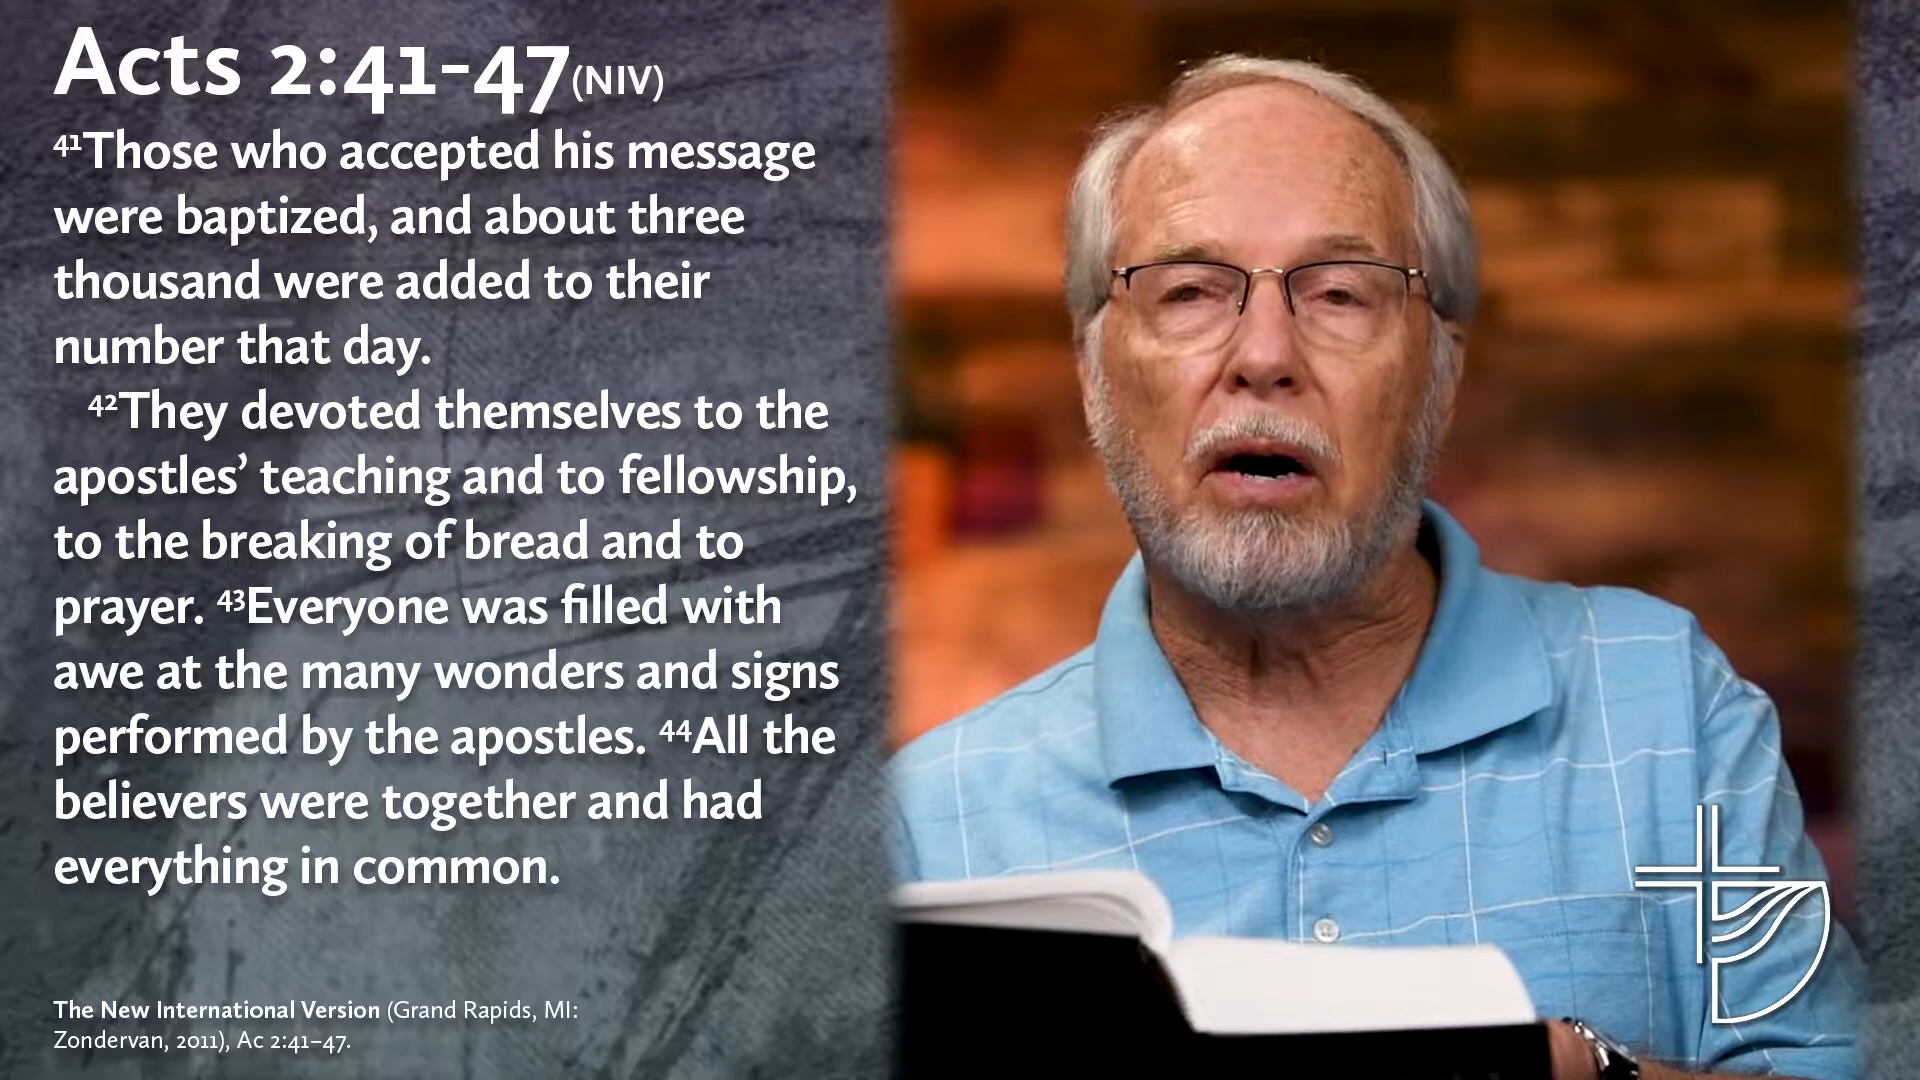 Acts 2:41-47(NIV)
⁴¹Those who accepted his message
were baptized, and about three
thousand were added to their
number that day.
⁴²They devoted themselves to the
apostles’ teaching and to fellowship,
to the breaking of bread and to
prayer. ⁴³Everyone was filled with
awe at the many wonders and signs
performed by the apostles. ⁴⁴All the
believers were together and had
everything in common.
The New International Version (Grand Rapids, MI:
Zondervan, 2011), Ac 2:41–47.